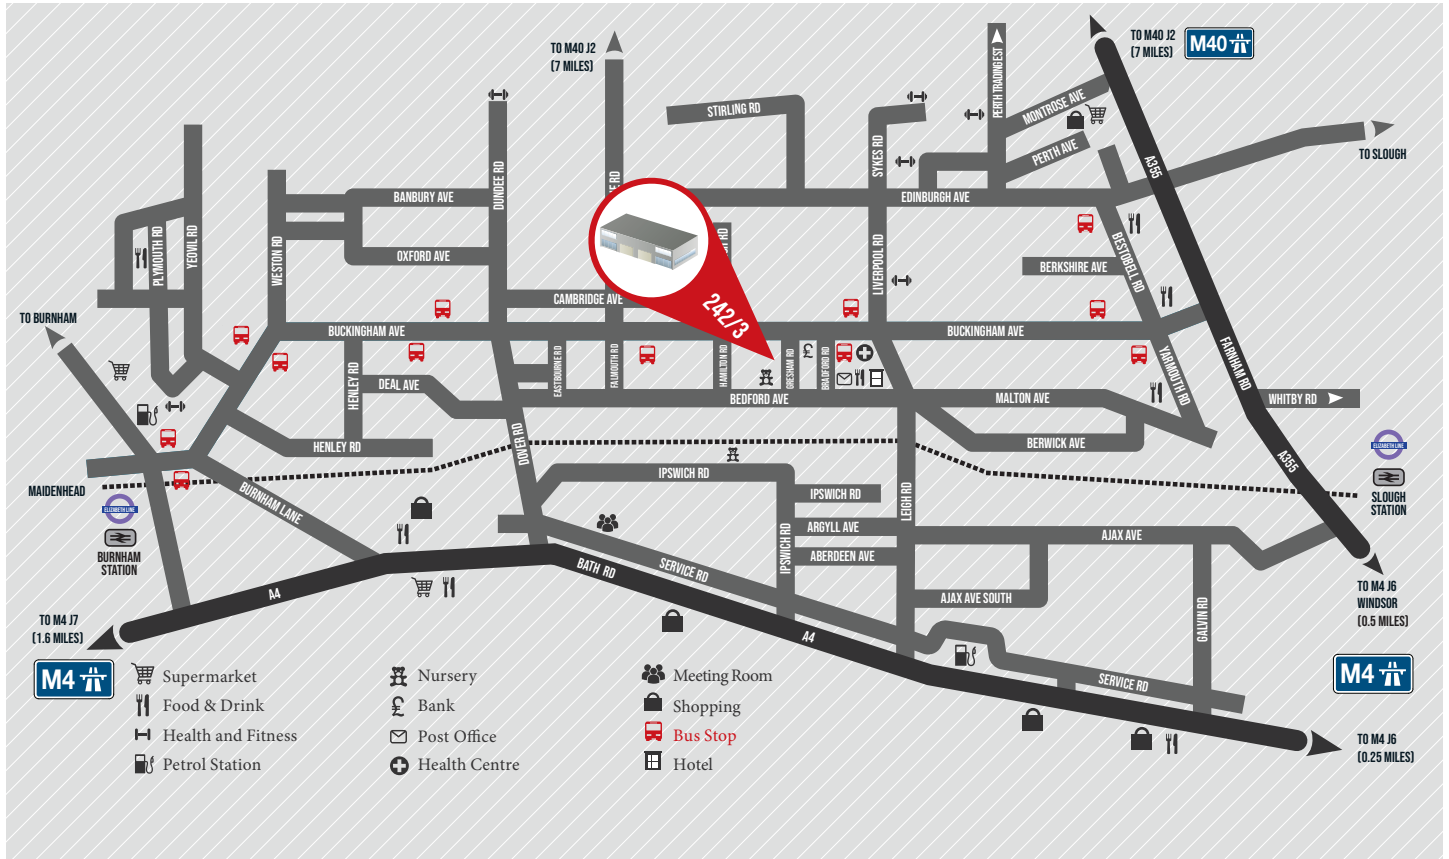 TO M40 J2
(7 MILES)
TO M40 J2
(7 MILES)
M40
STIRLING RD
PERTH TRADING EST
MONTROSE AVE
PERTH AVE
SYKES RD
A355
TO SLOUGH
DUNDEE RD
BANBURY AVE
EDINBURGH AVE
PLYMOUTH RD
YEOVIL RD
WESTON RD
OXFORD AVE
LIVERPOOL RD
BESTOBELL RD
BERKSHIRE AVE
CAMBRIDGE AVE
242/3
TO BURNHAM
BUCKINGHAM AVE
BUCKINGHAM AVE
HENLEY RD
DEAL AVE
EASTBOURNE RD
FALMOUTH RD
HAMILTON RD
GRESHAM RD
BRADFORD RD
YARMOUTH RD
FARNHAM RD
BEDFORD AVE
MALTON AVE
WHITBY RD
HENLEY RD
DOVER RD
BERWICK AVE
A355
ELIZABETH LINE
SLOUGH
STATION
MAIDENHEAD
BURNHAM LANE
IPSWICH RD
IPSWICH RD
LEIGH RD
ELIZABETH LINE
BURNHAM
STATION
IPSWICH RD
ARGYLL AVE
AJAX AVE
ABERDEEN AVE
BATH RD
SERVICE RD
A4
AJAX AVE SOUTH
GALVIN RD
TO M4 J6
WINDSOR
(0.5 MILES)
TO M4 J7
(1.6 MILES)
M4
A4
SERVICE RD
M4
TO M4 J6
(0.25 MILES)
Supermarket
Food & Drink
Health and Fitness
Petrol Station
Nursery
Bank
Post Office
Health Centre
Meeting Room
Shopping
Bus Stop
Hotel